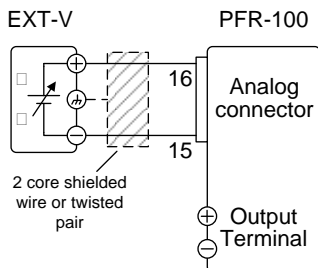 EXT-V
PFR-100
16
Analog
connector
15
2 core shielded
wire or twisted
pair
Output
Terminal